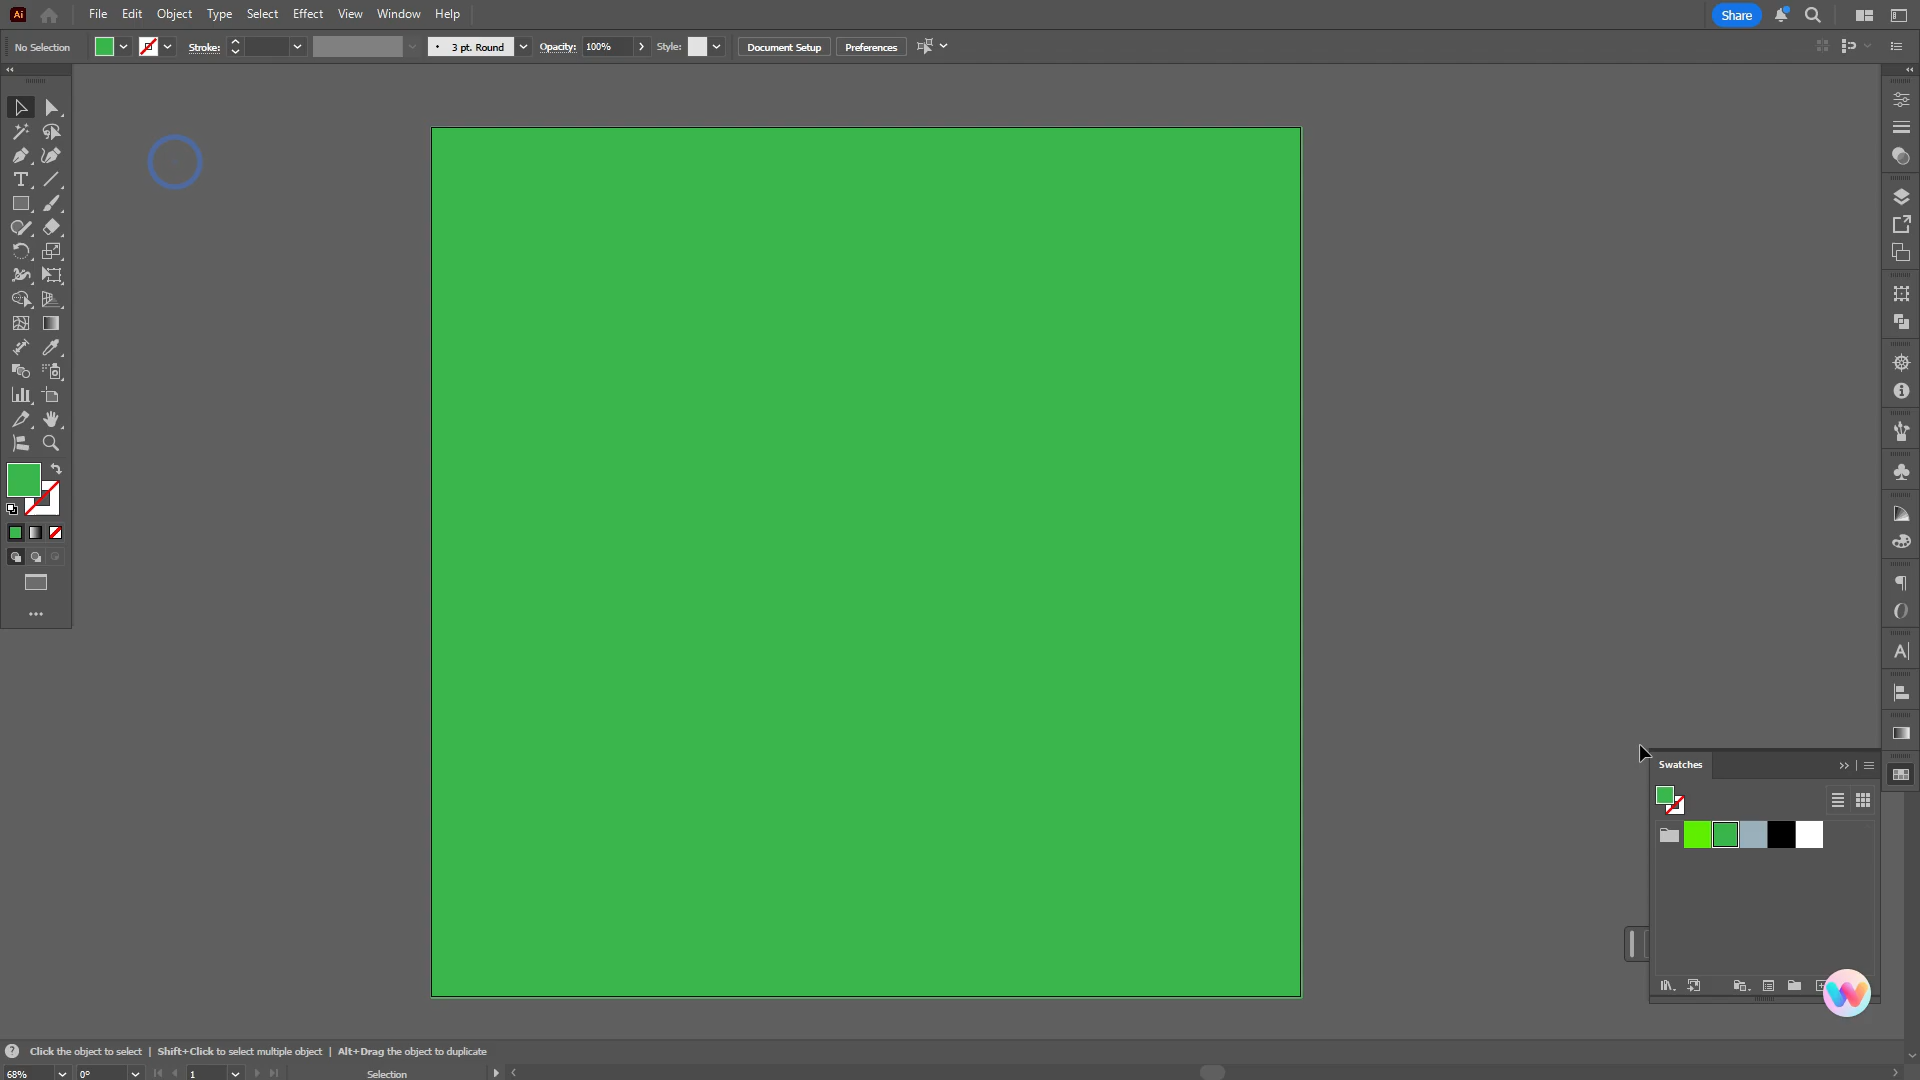 Ai File Edit Object Type Select Effect View Window Help Share
No Selection Stroke: 3 pt. Round Opacity: 100% Style: Document Setup Preferences
Swatches
Click the object to select | Shift+Click to select multiple object | Alt+Drag the object to duplicate
68% 0° 1 Selection